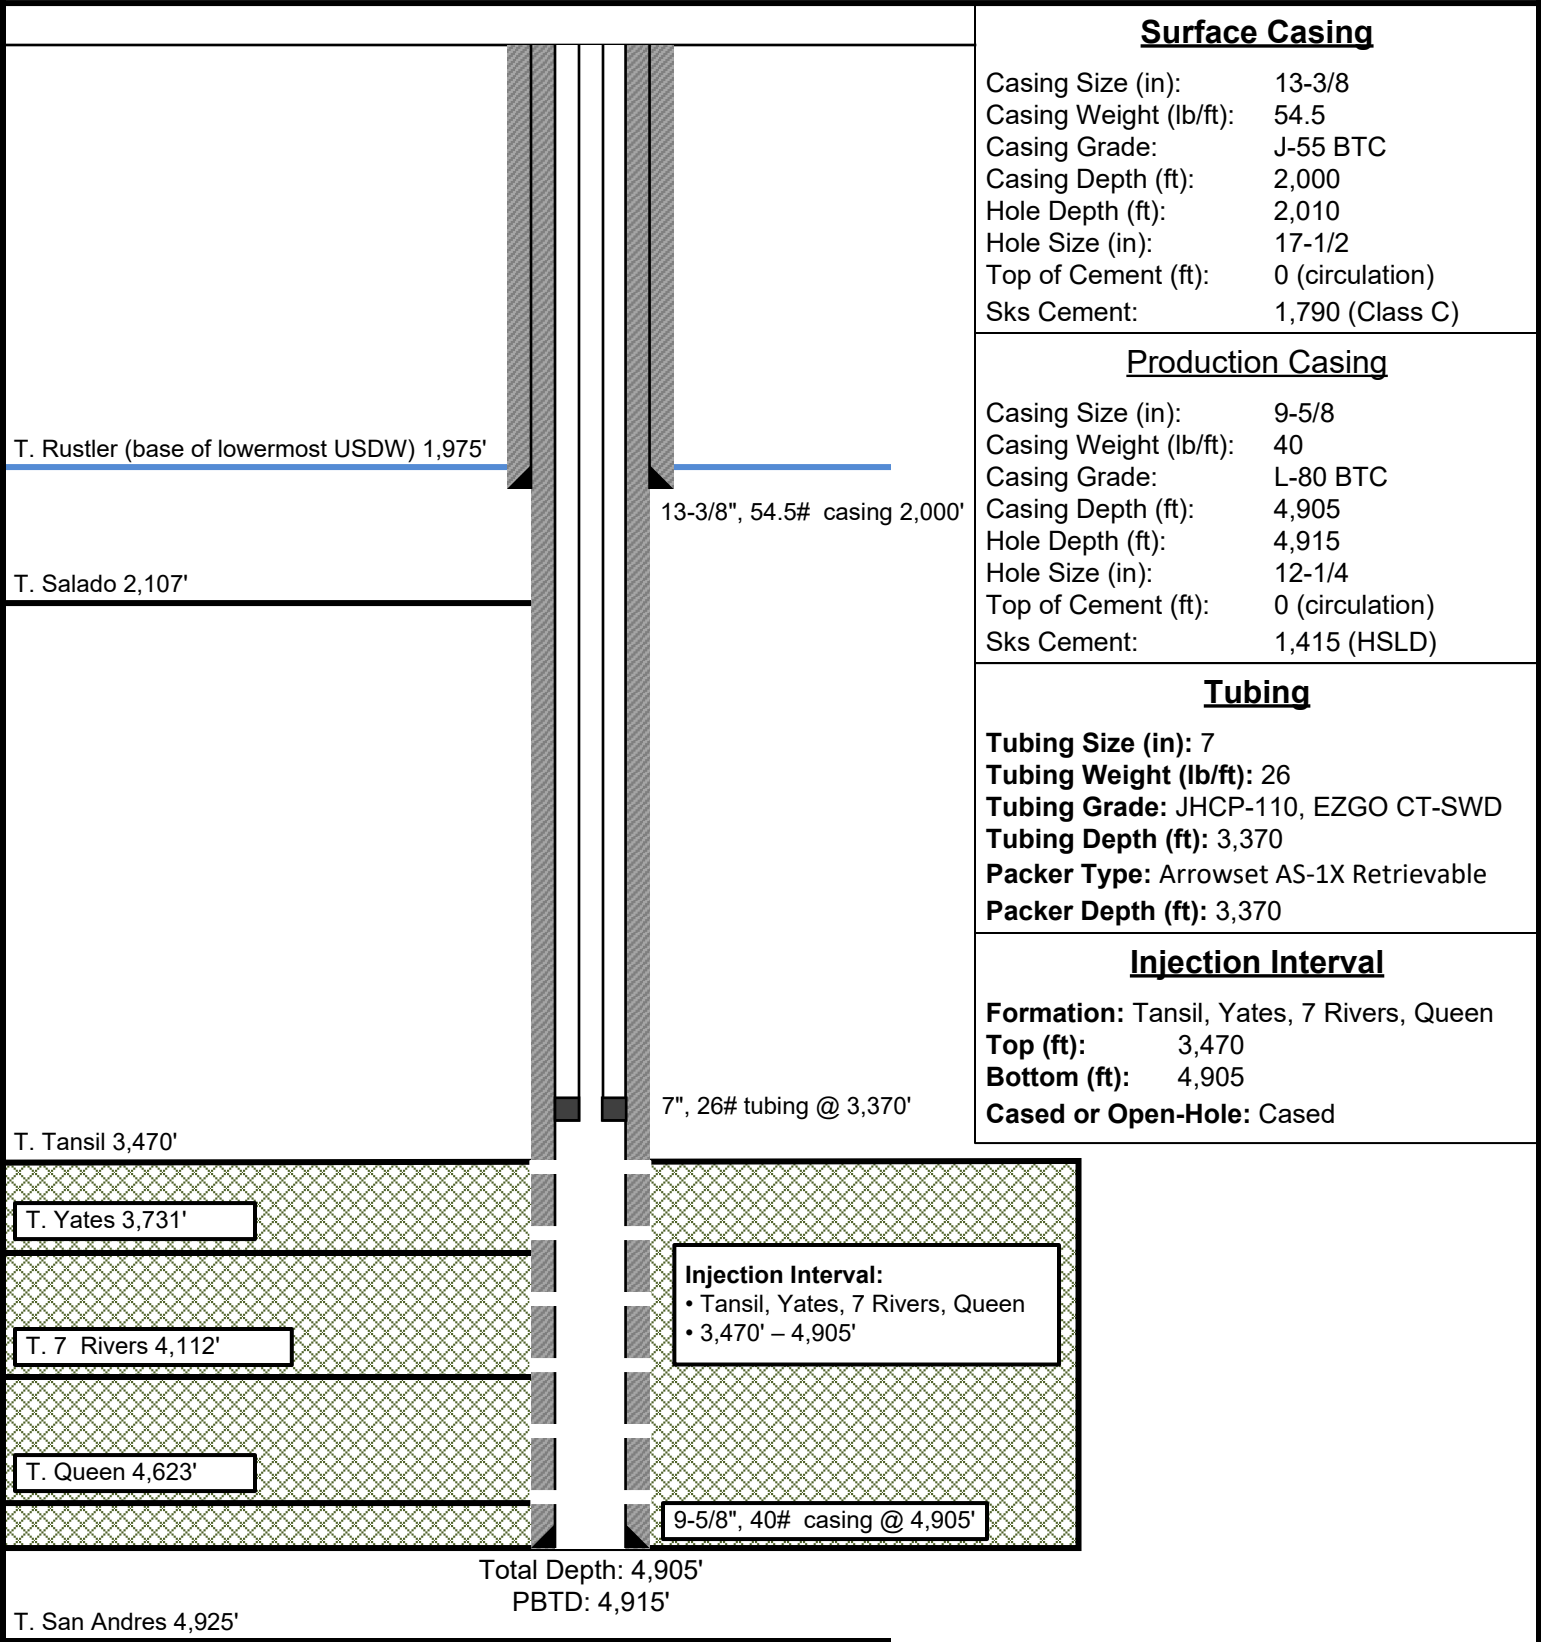 Surface Casing
Casing Size (in): 13-3/8
Casing Weight (lb/ft): 54.5
Casing Grade: J-55 BTC
Casing Depth (ft): 2,000
Hole Depth (ft): 2,010
Hole Size (in): 17-1/2
Top of Cement (ft): 0 (circulation)
Sks Cement: 1,790 (Class C)
Production Casing
Casing Size (in): 9-5/8
Casing Weight (lb/ft): 40
Casing Grade: L-80 BTC
Casing Depth (ft): 4,905
Hole Depth (ft): 4,915
Hole Size (in): 12-1/4
Top of Cement (ft): 0 (circulation)
Sks Cement: 1,415 (HSLD)
Tubing
Tubing Size (in): 7
Tubing Weight (lb/ft): 26
Tubing Grade: JHCP-110, EZGO CT-SWD
Tubing Depth (ft): 3,370
Packer Type: Arrowset AS-1X Retrievable
Packer Depth (ft): 3,370
Injection Interval
Formation: Tansil, Yates, 7 Rivers, Queen
Top (ft): 3,470
Bottom (ft): 4,905
Cased or Open-Hole: Cased
T. Rustler (base of lowermost USDW) 1,975'
13-3/8", 54.5# casing 2,000'
T. Salado 2,107'
7", 26# tubing @ 3,370'
T. Tansil 3,470'
T. Yates 3,731'
T. 7 Rivers 4,112'
T. Queen 4,623'
Injection Interval:
• Tansil, Yates, 7 Rivers, Queen
• 3,470' – 4,905'
9-5/8", 40# casing @ 4,905'
Total Depth: 4,905'
PBTD: 4,915'
T. San Andres 4,925'